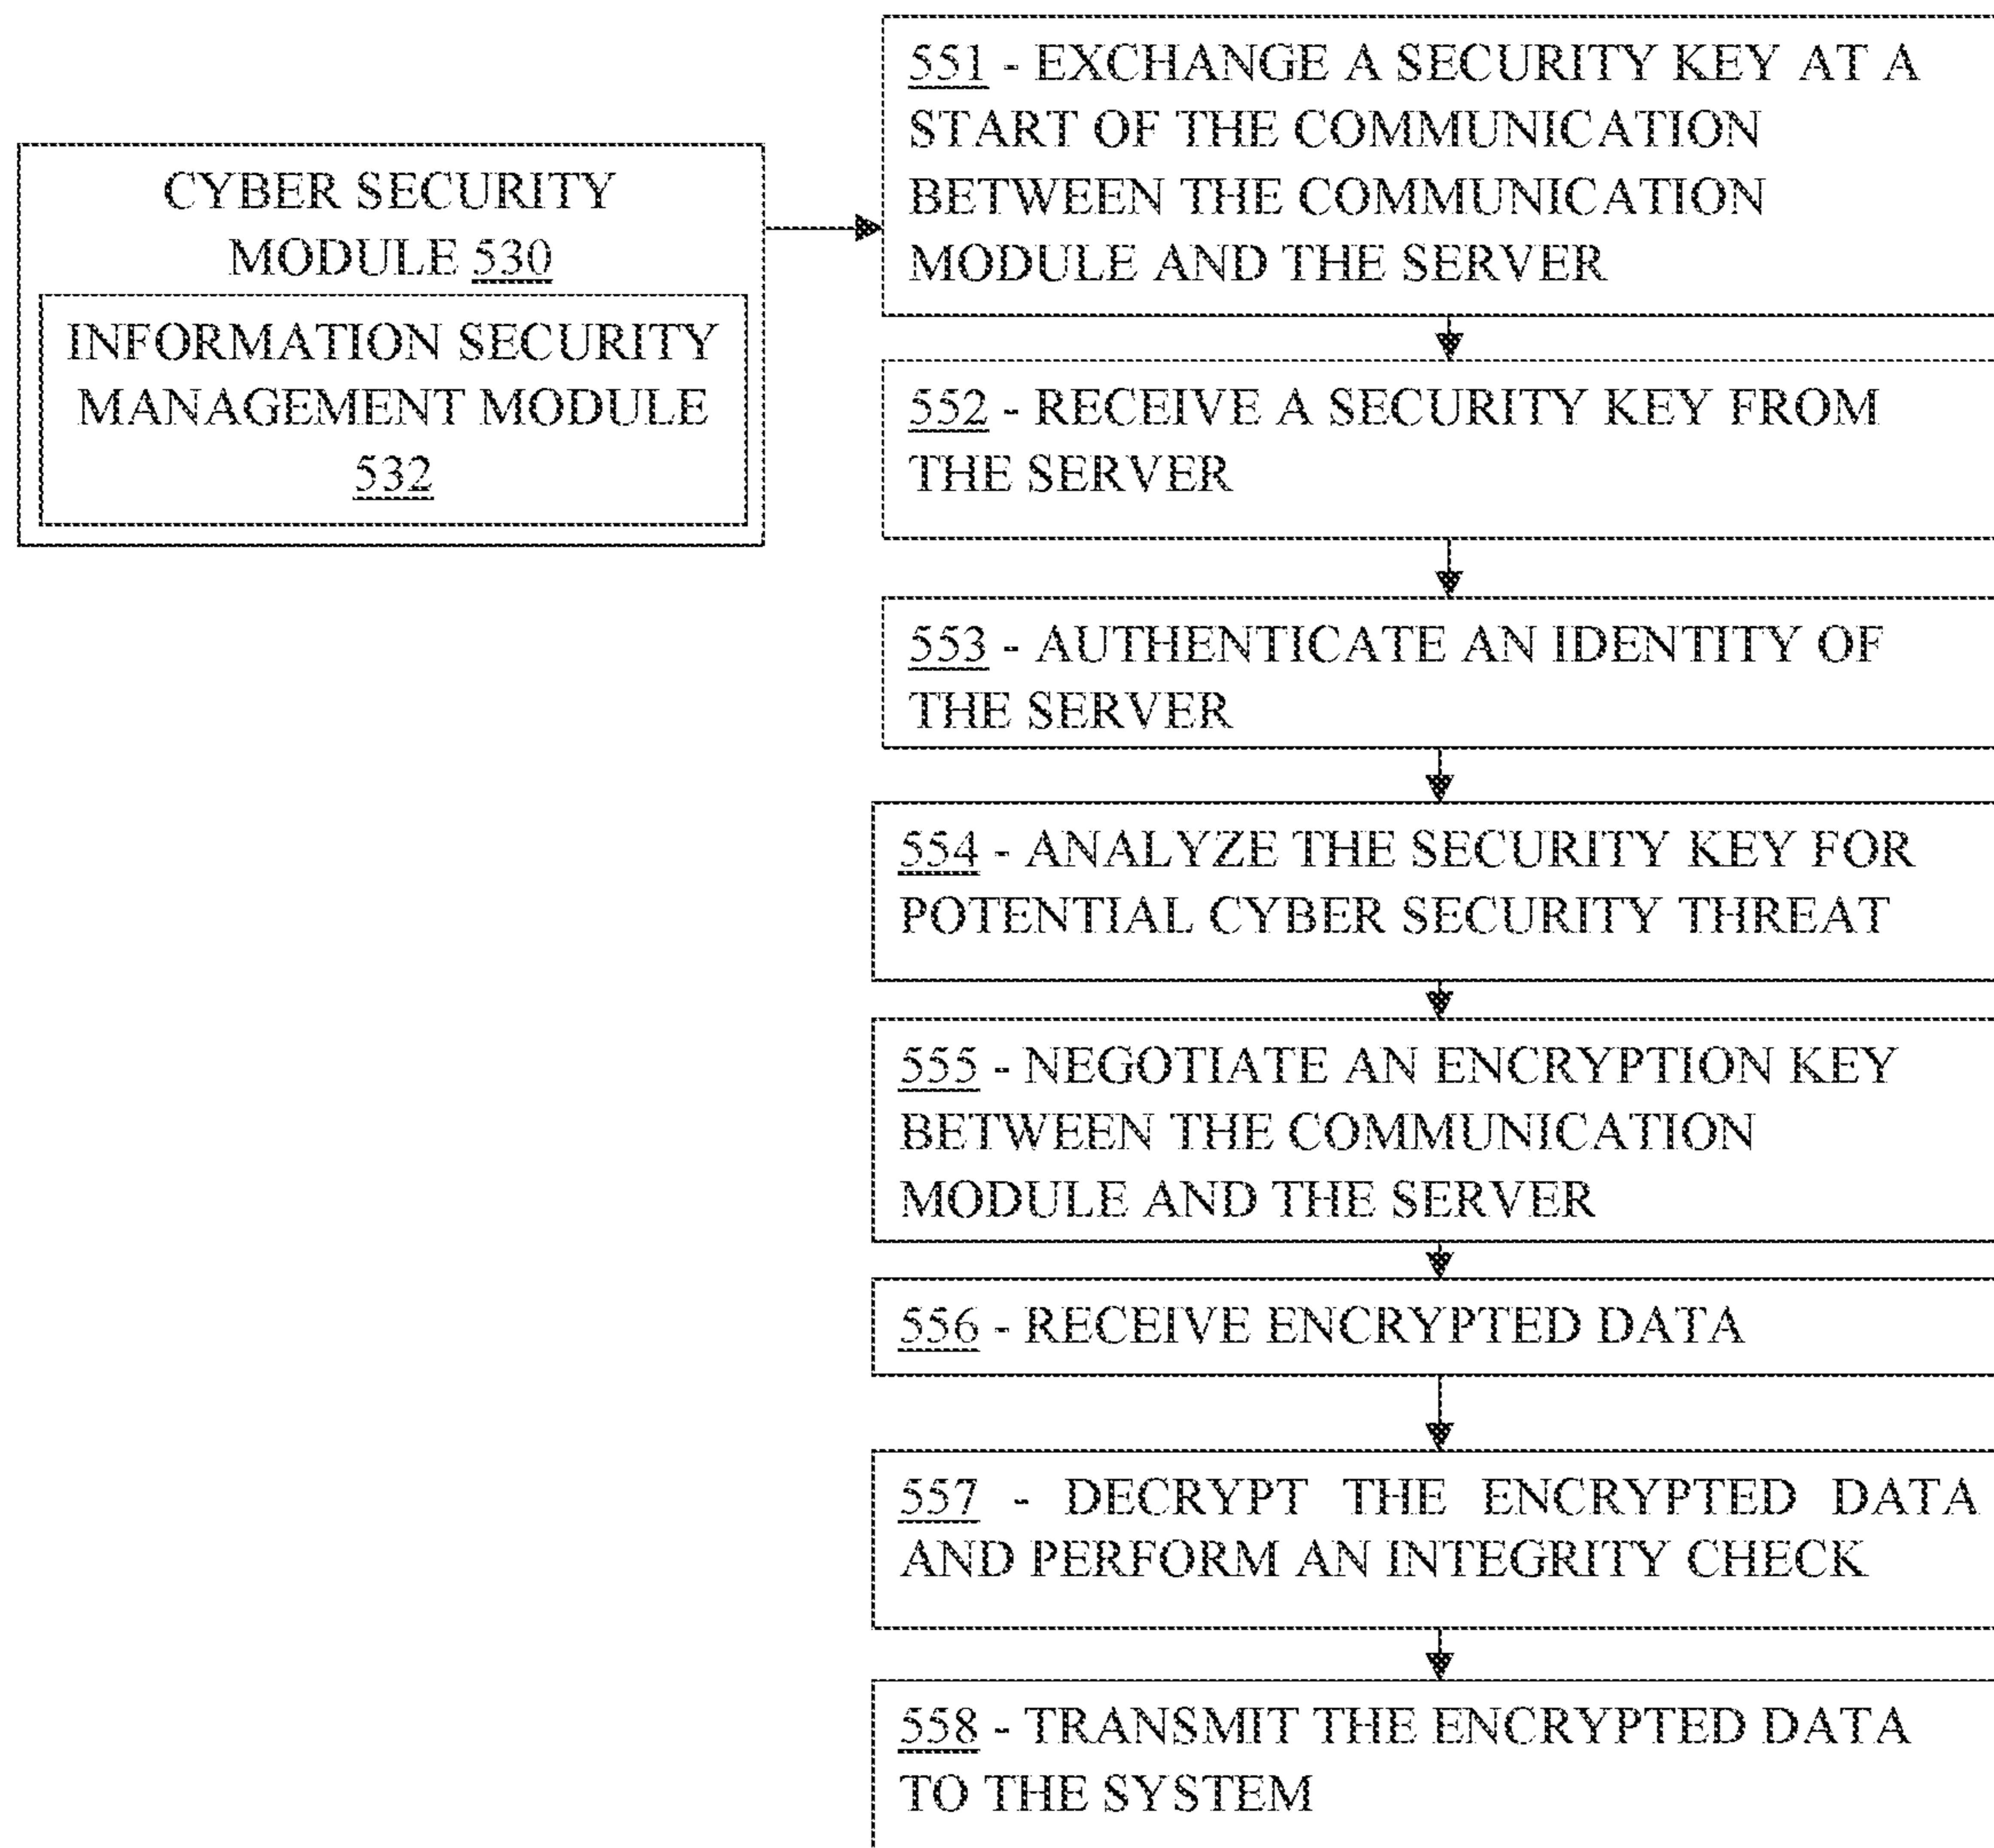 CYBER SECURITY
MODULE 530
INFORMATION SECURITY
MANAGEMENT MODULE
532
551 - EXCHANGE A SECURITY KEY AT A
START OF THE COMMUNICATION
BETWEEN THE COMMUNICATION
MODULE AND THE SERVER
552 - RECEIVE A SECURITY KEY FROM
THE SERVER
553 - AUTHENTICATE AN IDENTITY OF
THE SERVER
554 - ANALYZE THE SECURITY KEY FOR
POTENTIAL CYBER SECURITY THREAT
555 - NEGOTIATE AN ENCRYPTION KEY
BETWEEN THE COMMUNICATION
MODULE AND THE SERVER
556 - RECEIVE ENCRYPTED DATA
557 - DECRYPT THE ENCRYPTED DATA
AND PERFORM AN INTEGRITY CHECK
558 - TRANSMIT THE ENCRYPTED DATA
TO THE SYSTEM